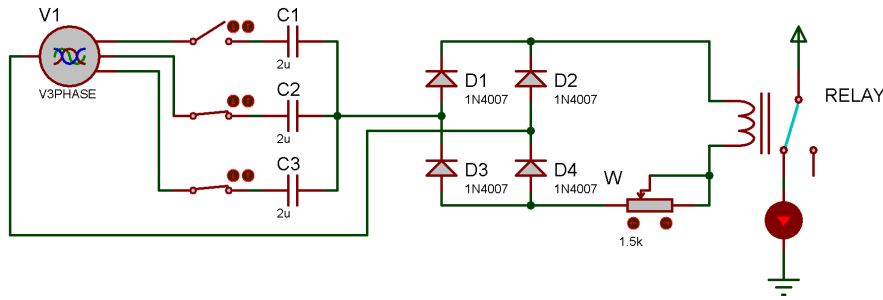 V1
V3PHASE
C1
2u
C2
2u
C3
2u
D1
1N4007
D2
1N4007
D3
1N4007
D4
1N4007
W
1.5k
RELAY